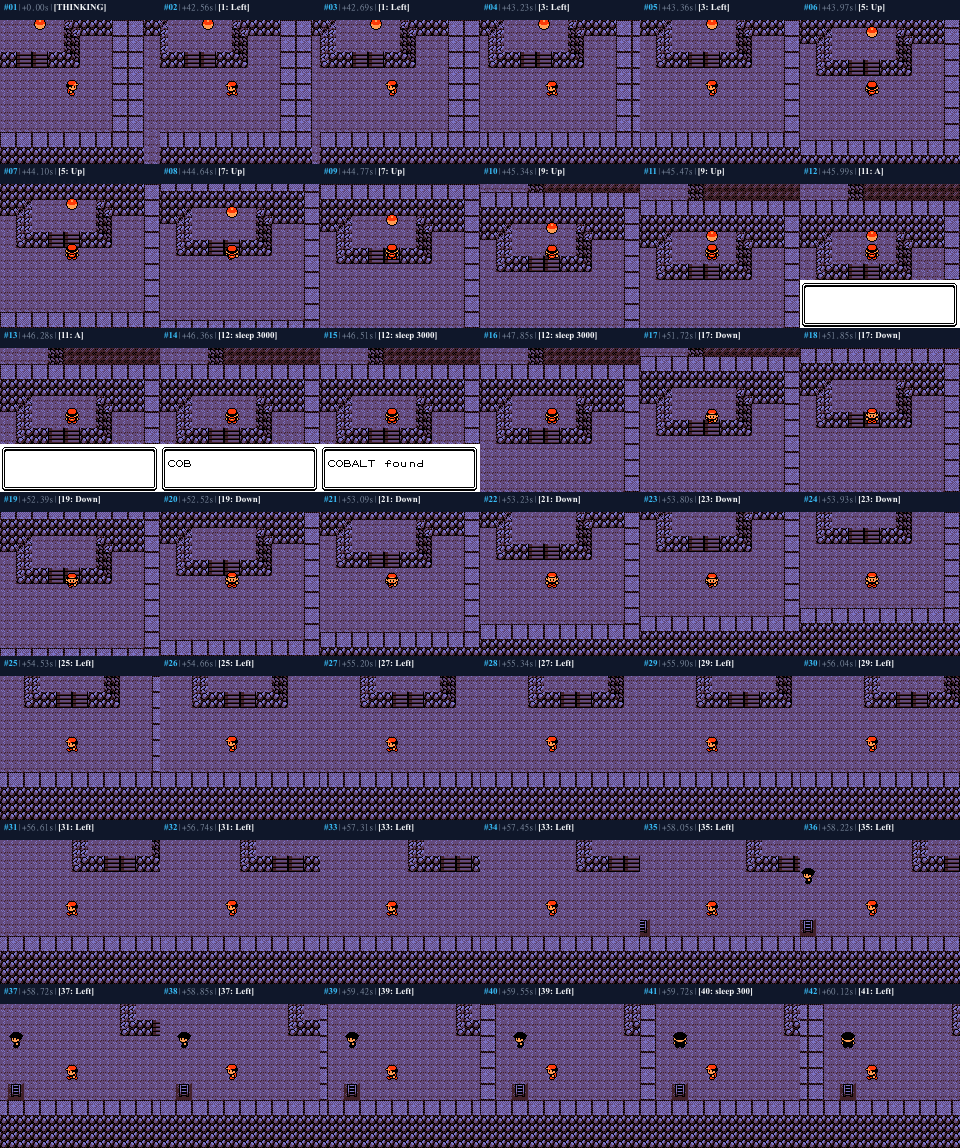 #01|+0.00s|[THINKING]
#02|+42.56s|[1: Left]
#03|+42.69s|[1: Left]
#04|+43.23s|[3: Left]
#05|+43.36s|[3: Left]
#06|+43.97s|[5: Up]
#07|+44.10s|[5: Up]
#08|+44.64s|[7: Up]
#09|+44.77s|[7: Up]
#10|+45.34s|[9: Up]
#11|+45.47s|[9: Up]
#12|+45.99s|[11: A]
#13|+46.28s|[11: A]
#14|+46.36s|[12: sleep 3000]
#15|+46.51s|[12: sleep 3000]
#16|+47.85s|[12: sleep 3000]
#17|+51.72s|[17: Down]
#18|+51.85s|[17: Down]
COB
COBALT found
#19|+52.39s|[19: Down]
#20|+52.52s|[19: Down]
#21|+53.09s|[21: Down]
#22|+53.23s|[21: Down]
#23|+53.80s|[23: Down]
#24|+53.93s|[23: Down]
#25|+54.53s|[25: Left]
#26|+54.66s|[25: Left]
#27|+55.20s|[27: Left]
#28|+55.34s|[27: Left]
#29|+55.90s|[29: Left]
#30|+56.04s|[29: Left]
#31|+56.61s|[31: Left]
#32|+56.74s|[31: Left]
#33|+57.31s|[33: Left]
#34|+57.45s|[33: Left]
#35|+58.05s|[35: Left]
#36|+58.22s|[35: Left]
#37|+58.72s|[37: Left]
#38|+58.85s|[37: Left]
#39|+59.42s|[39: Left]
#40|+59.55s|[39: Left]
#41|+59.72s|[40: sleep 300]
#42|+60.12s|[41: Left]